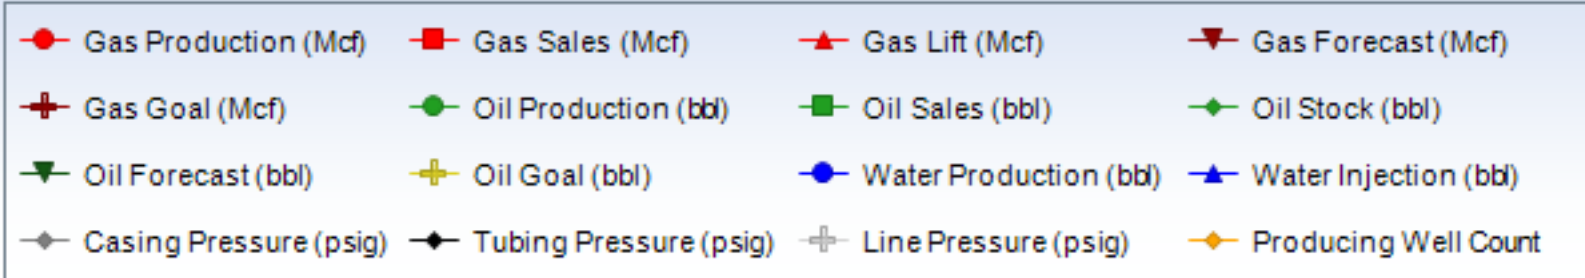 Gas Production (Mcf) Gas Sales (Mcf) Gas Lift (Mcf) Gas Forecast (Mcf)
Gas Goal (Mcf) Oil Production (bbl) Oil Sales (bbl) Oil Stock (bbl)
Oil Forecast (bbl) Oil Goal (bbl) Water Production (bbl) Water Injection (bbl)
Casing Pressure (psig) Tubing Pressure (psig) Line Pressure (psig) Producing Well Count